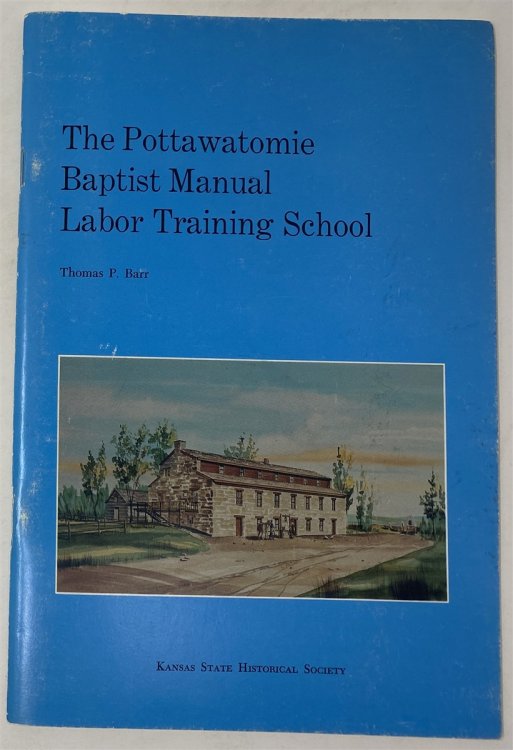 The Pottawatomie
Baptist Manual
Labor Training School
Thomas P. Barr
Kansas State Historical Society